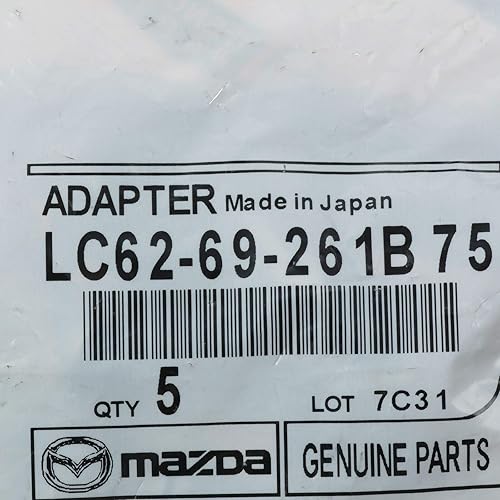 ADAPTER Made in Japan
LC62-69-261B 75
QTY 5 LOT 7C31
mazda GENUINE PARTS